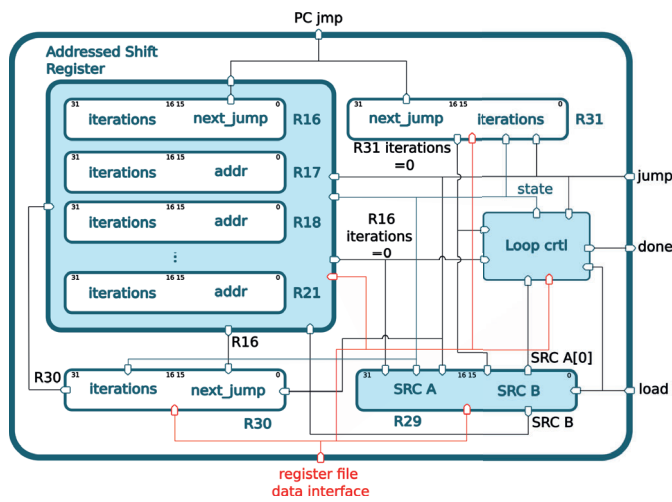 PC jmp
Addressed Shift
Register
31 16 15 0
iterations next_jump R16
31 16 15 0
next_jump iterations R31
R31 iterations
=0
31 16 15 0
iterations addr R17
jump
state
31 16 15 0
iterations addr R18
R16
iterations
=0
Loop crtl
done
⋮
31 16 15 0
iterations addr R21
R16
SRC A[0]
R30
31 16 15 0
iterations next_jump
31 16 15 0
SRC A SRC B
load
R30
R29
SRC B
register file
data interface